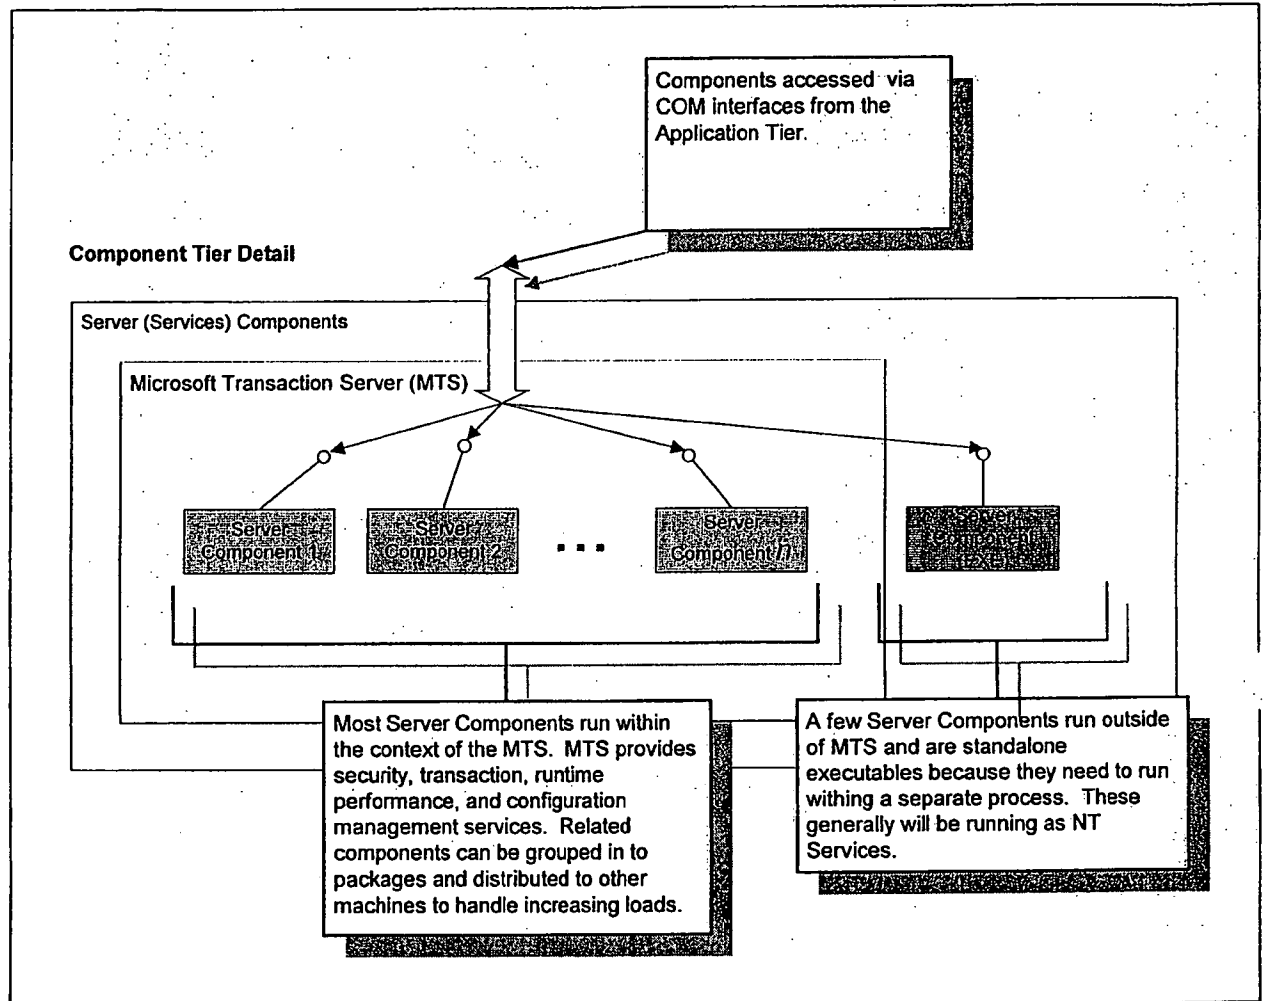 Components accessed via
COM interfaces from the
Application Tier.
Component Tier Detail
Server (Services) Components
Microsoft Transaction Server (MTS)
Server
Component 1
Server
Component 2
...
Server
Component n
Server
Component
(EXE)
Most Server Components run within
the context of the MTS. MTS provides
security, transaction, runtime
performance, and configuration
management services. Related
components can be grouped in to
packages and distributed to other
machines to handle increasing loads.
A few Server Components run outside
of MTS and are standalone
executables because they need to run
withing a separate process. These
generally will be running as NT
Services.